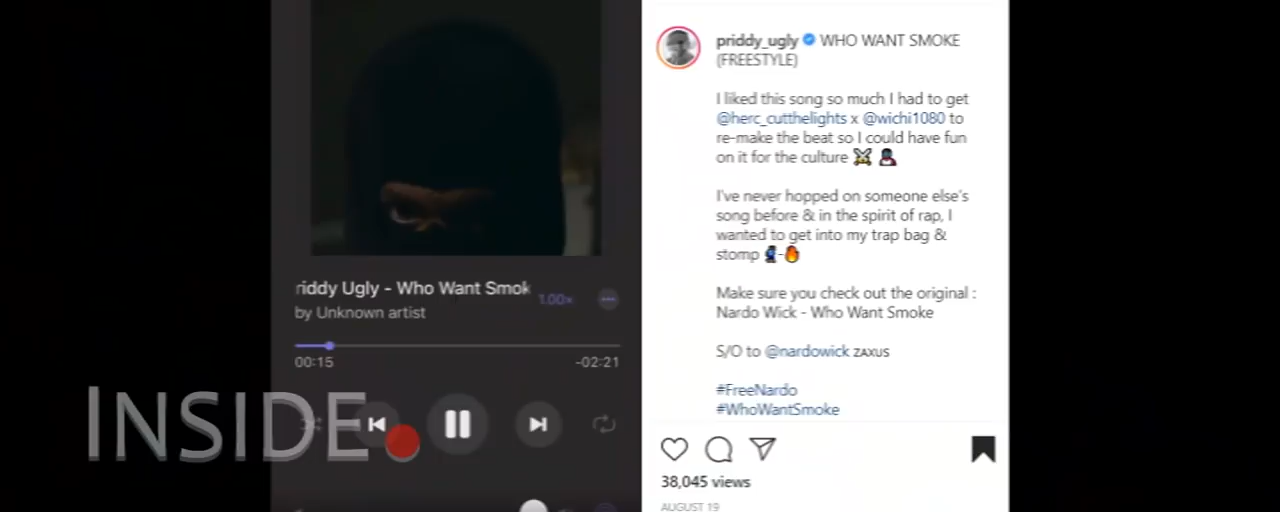 riddy Ugly - Who Want Smok
1.00x
by Unknown artist
00:15
-02:21
INSIDE
priddy_ugly WHO WANT SMOKE
(FREESTYLE)
I liked this song so much I had to get
@herc_cutthelights x @wichi1080 to
re-make the beat so I could have fun
on it for the culture
I've never hopped on someone else's
song before & in the spirit of rap, I
wanted to get into my trap bag &
stomp -
Make sure you check out the original :
Nardo Wick - Who Want Smoke
S/O to @nardowick ZAXUS
#FreeNardo
#WhoWantSmoke
38,045 views
AUGUST 19